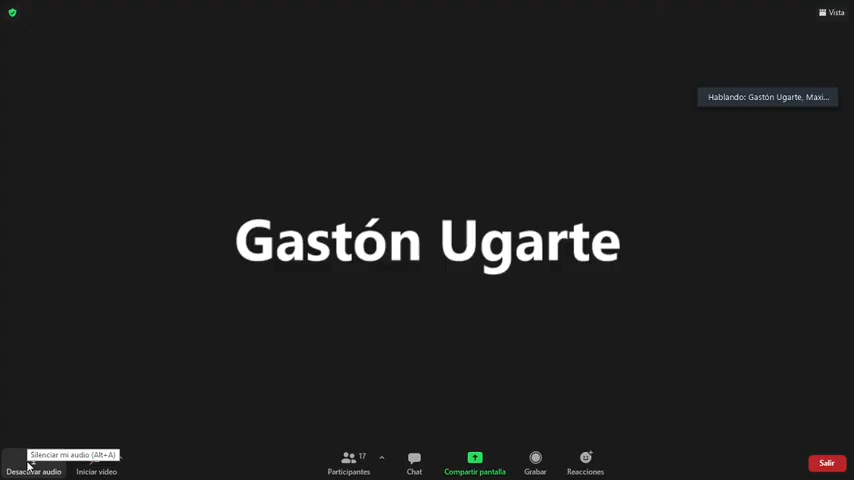 Vista
Hablando: Gastón Ugarte, Maxi...
Gastón Ugarte
Silenciar mi audio (Alt+A)
Desactivar audio
Iniciar video
17
Participantes
Chat
Compartir pantalla
Grabar
Reacciones
Salir